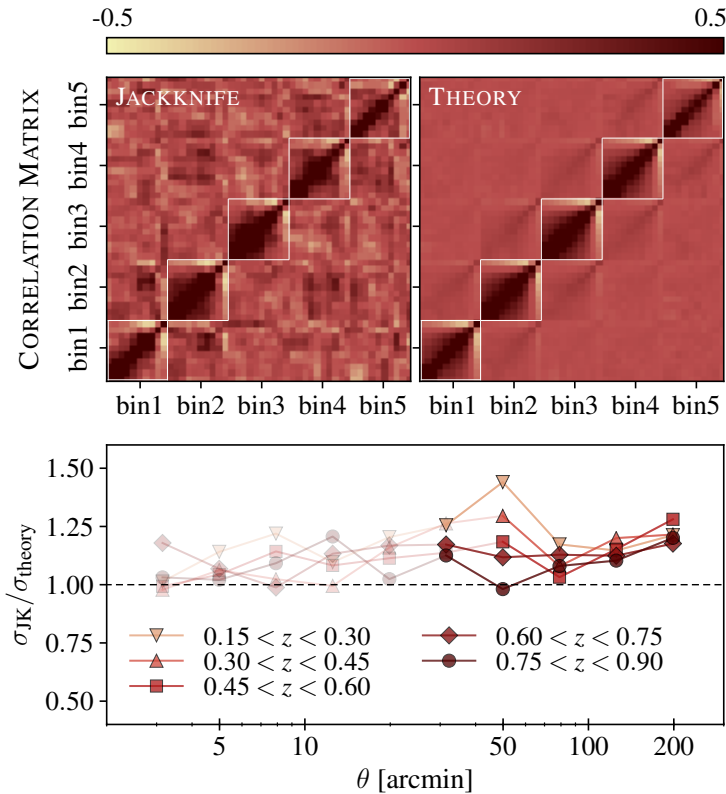 -0.5 0.5
JACKKNIFE THEORY
CORRELATION MATRIX
bin5
bin4
bin3
bin2
bin1
bin1 bin2 bin3 bin4 bin5 bin1 bin2 bin3 bin4 bin5
σJK/σtheory
1.50
1.25
1.00
0.75
0.50
0.15 < z < 0.30 0.60 < z < 0.75
0.30 < z < 0.45 0.75 < z < 0.90
0.45 < z < 0.60
5 10 50 100 200
θ [arcmin]